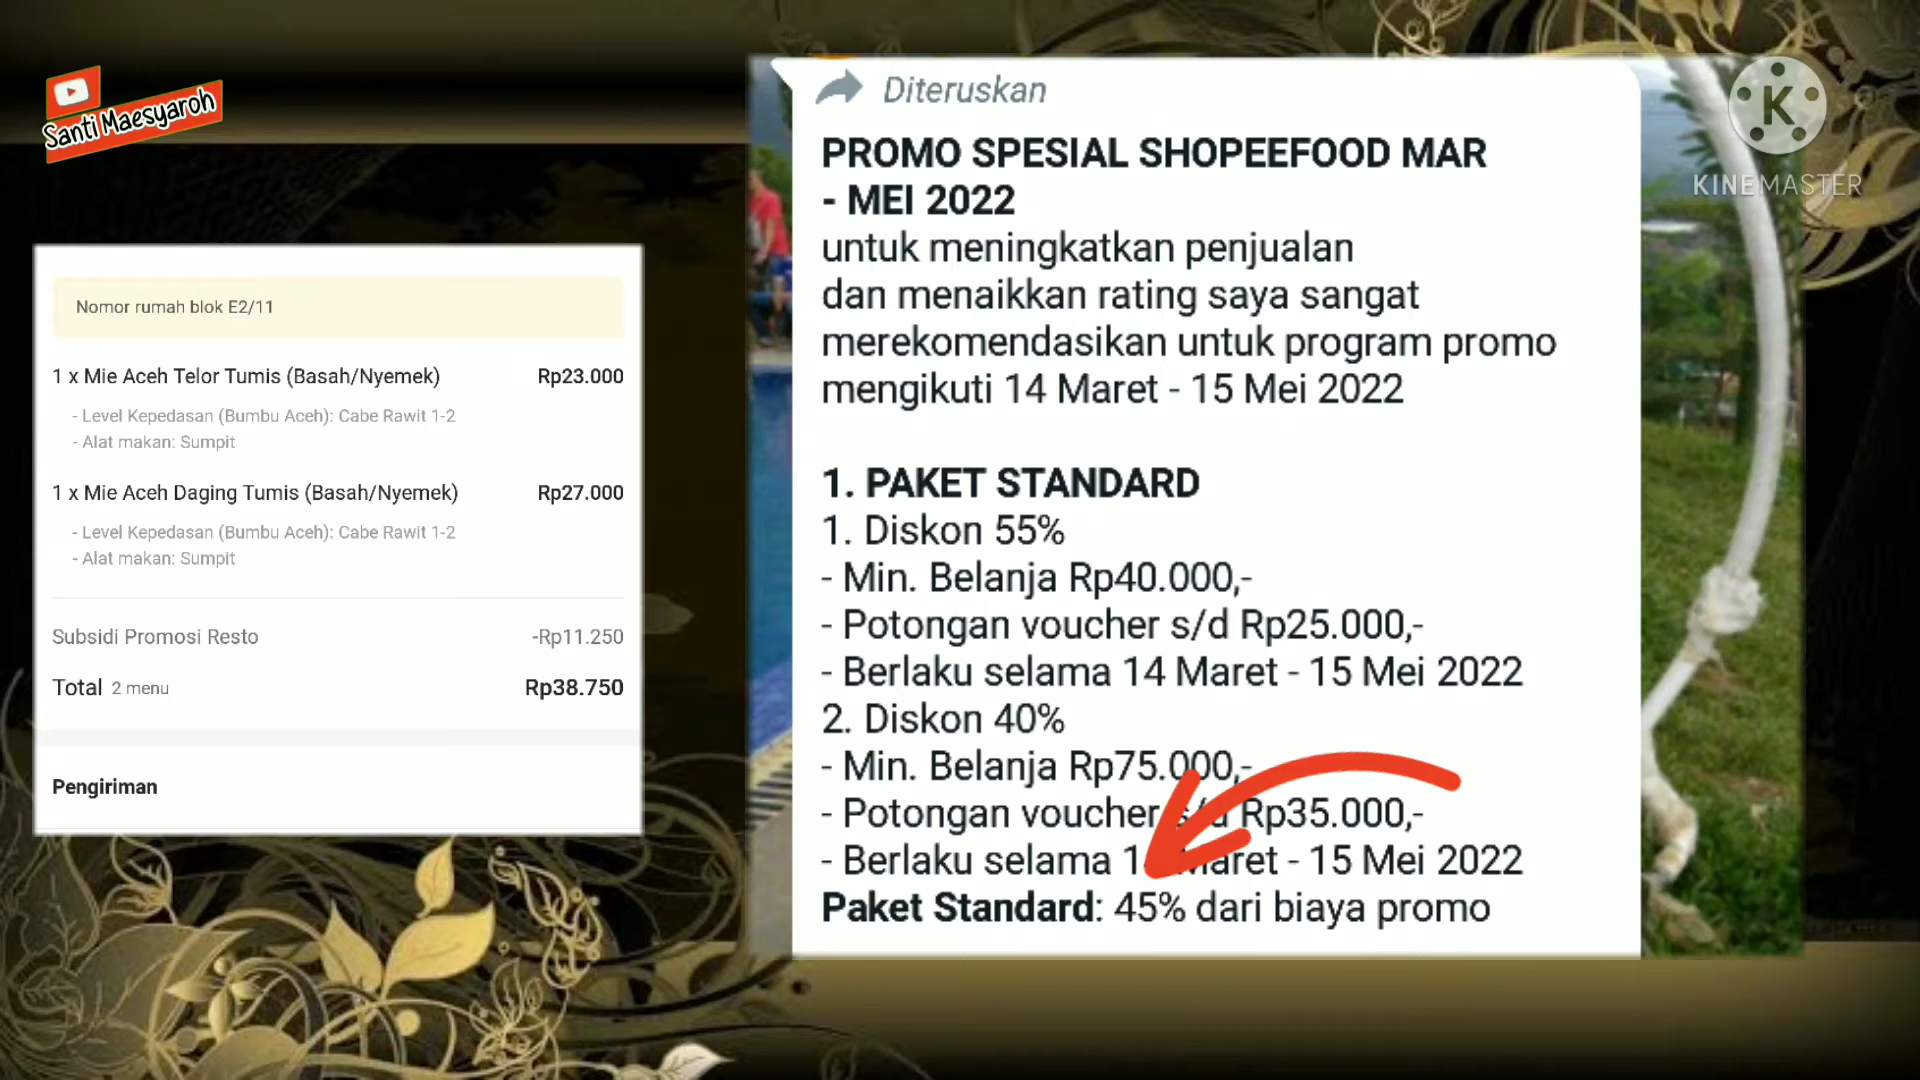 Santi Maesyaroh
Nomor rumah blok E2/11
1 x Mie Aceh Telor Tumis (Basah/Nyemek) Rp23.000
- Level Kepedasan (Bumbu Aceh): Cabe Rawit 1-2
- Alat makan: Sumpit
1 x Mie Aceh Daging Tumis (Basah/Nyemek) Rp27.000
- Level Kepedasan (Bumbu Aceh): Cabe Rawit 1-2
- Alat makan: Sumpit
Subsidi Promosi Resto -Rp11.250
Total 2 menu Rp38.750
Pengiriman
Diteruskan
PROMO SPESIAL SHOPEEFOOD MAR
- MEI 2022
untuk meningkatkan penjualan
dan menaikkan rating saya sangat
merekomendasikan untuk program promo
mengikuti 14 Maret - 15 Mei 2022
1. PAKET STANDARD
1. Diskon 55%
- Min. Belanja Rp40.000,-
- Potongan voucher s/d Rp25.000,-
- Berlaku selama 14 Maret - 15 Mei 2022
2. Diskon 40%
- Min. Belanja Rp75.000,-
- Potongan voucher s/d Rp35.000,-
- Berlaku selama 14 Maret - 15 Mei 2022
Paket Standard: 45% dari biaya promo
K
KINEMASTER